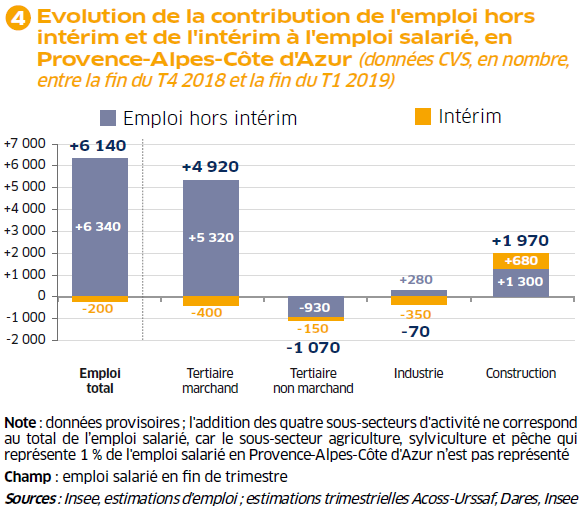 4 Evolution de la contribution de l'emploi hors
intérim et de l'intérim à l'emploi salarié, en
Provence-Alpes-Côte d'Azur (données CVS, en nombre,
entre la fin du T4 2018 et la fin du T1 2019)
Emploi hors intérim Intérim
+7 000
+6 000
+5 000
+4 000
+3 000
+2 000
+1 000
0
-1 000
-2 000
+6 140
+6 340
-200
+4 920
+5 320
-400
-930
-150
-1 070
+280
-350
-70
+1 970
+680
+1 300
Emploi
total
Tertiaire
marchand
Tertiaire
non marchand
Industrie
Construction
Note : données provisoires ; l'addition des quatre sous-secteurs d'activité ne correspond
au total de l'emploi salarié, car le sous-secteur agriculture, sylviculture et pêche qui
représente 1 % de l'emploi salarié en Provence-Alpes-Côte d'Azur n'est pas représenté
Champ : emploi salarié en fin de trimestre
Sources : Insee, estimations d'emploi ; estimations trimestrielles Acoss-Urssaf, Dares, Insee